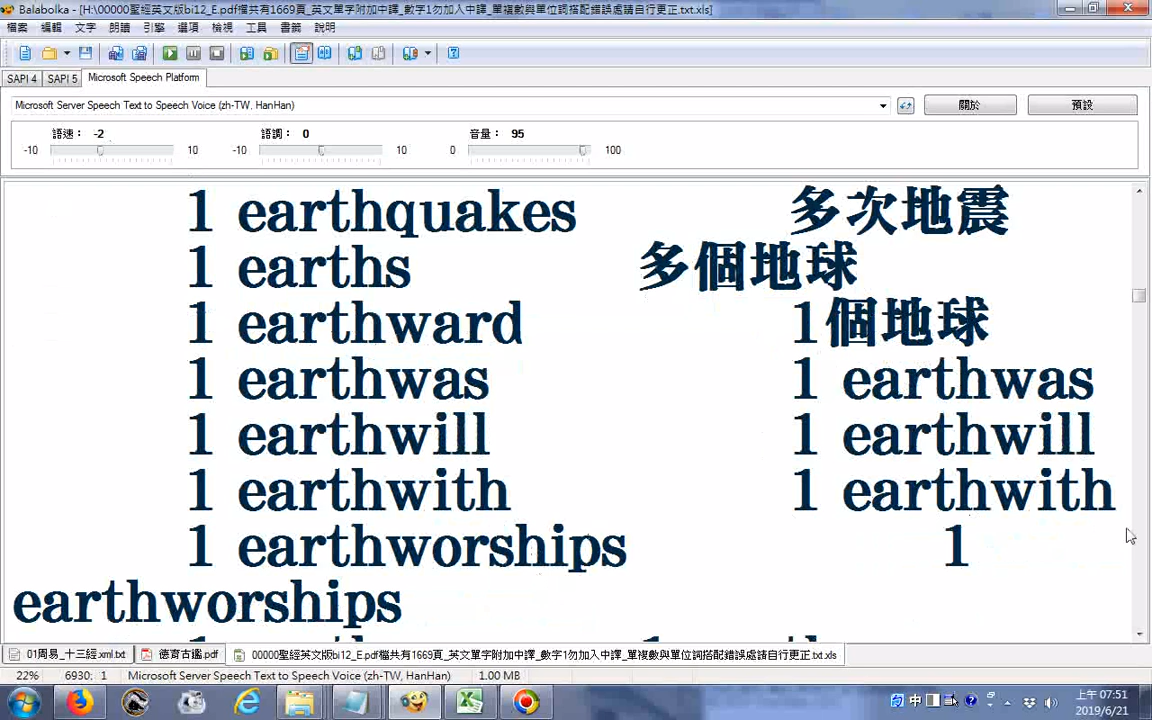 Balabolka - [H:\00000聖經英文版bi12_E.pdf檔共有1669頁_英文單字附加中譯_數字1勿加入中譯_單複數與單位詞搭配錯誤處請自行更正.txt.xls]
檔案 編輯 文字 朗讀 引擎 選項 檢視 工具 書籤 說明
SAPI 4 SAPI 5 Microsoft Speech Platform
Microsoft Server Speech Text to Speech Voice (zh-TW, HanHan) 關於 預設
語速： -2 語調： 0 音量： 95
-10 10 -10 10 0 100
1 earthquakes 多次地震
1 earths 多個地球
1 earthward 1個地球
1 earthwas 1 earthwas
1 earthwill 1 earthwill
1 earthwith 1 earthwith
1 earthworships 1
earthworships
01周易_十三經.xml.txt 德育古鑑.pdf 00000聖經英文版bi12_E.pdf檔共有1669頁_英文單字附加中譯_數字1勿加入中譯_單複數與單位詞搭配錯誤處請自行更正.txt.xls
22% 6930: 1 Microsoft Server Speech Text to Speech Voice (zh-TW, HanHan) 1.00 MB
中 上午 07:51
2019/6/21